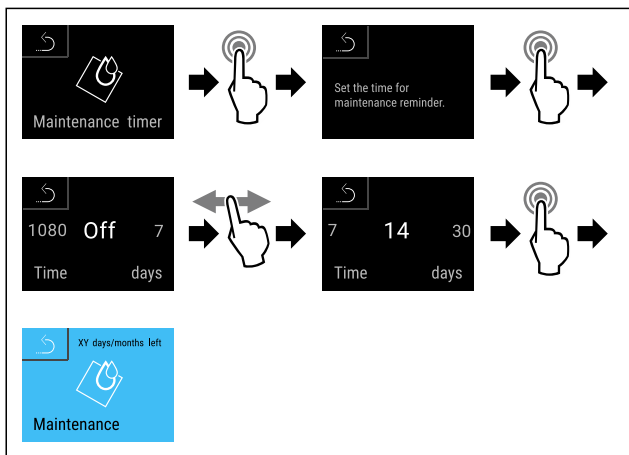 Maintenance timer
Set the time for
maintenance reminder.
1080 Off 7
Time days
7 14 30
Time days
XY days/months left
Maintenance